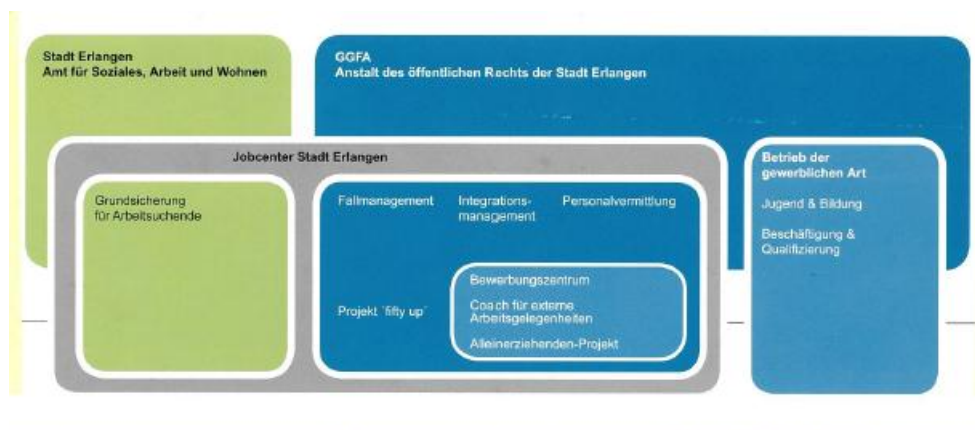 Stadt Erlangen
Amt für Soziales, Arbeit und Wohnen
GGFA
Anstalt des öffentlichen Rechts der Stadt Erlangen
Jobcenter Stadt Erlangen
Grundsicherung
für Arbeitsuchende
Fallmanagement
Integrations-
management
Personalvermittlung
Projekt ´fifty up´
Bewerbungszentrum
Coach für externe
Arbeitsgelegenheiten
Alleinerziehenden-Projekt
Betrieb der
gewerblichen Art
Jugend & Bildung
Beschäftigung &
Qualifizierung